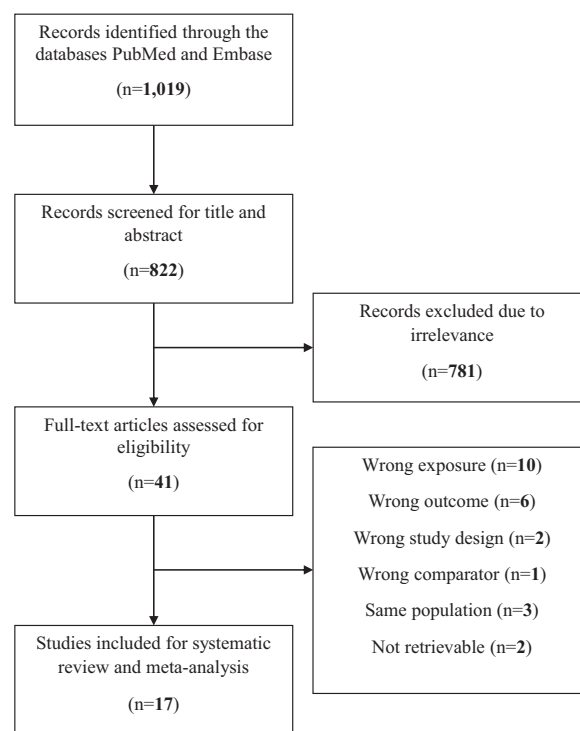 Records identified through the
databases PubMed and Embase
(n=1,019)
Records screened for title and
abstract
(n=822)
Records excluded due to
irrelevance
(n=781)
Full-text articles assessed for
eligibility
(n=41)
Wrong exposure (n=10)
Wrong outcome (n=6)
Wrong study design (n=2)
Wrong comparator (n=1)
Same population (n=3)
Not retrievable (n=2)
Studies included for systematic
review and meta-analysis
(n=17)